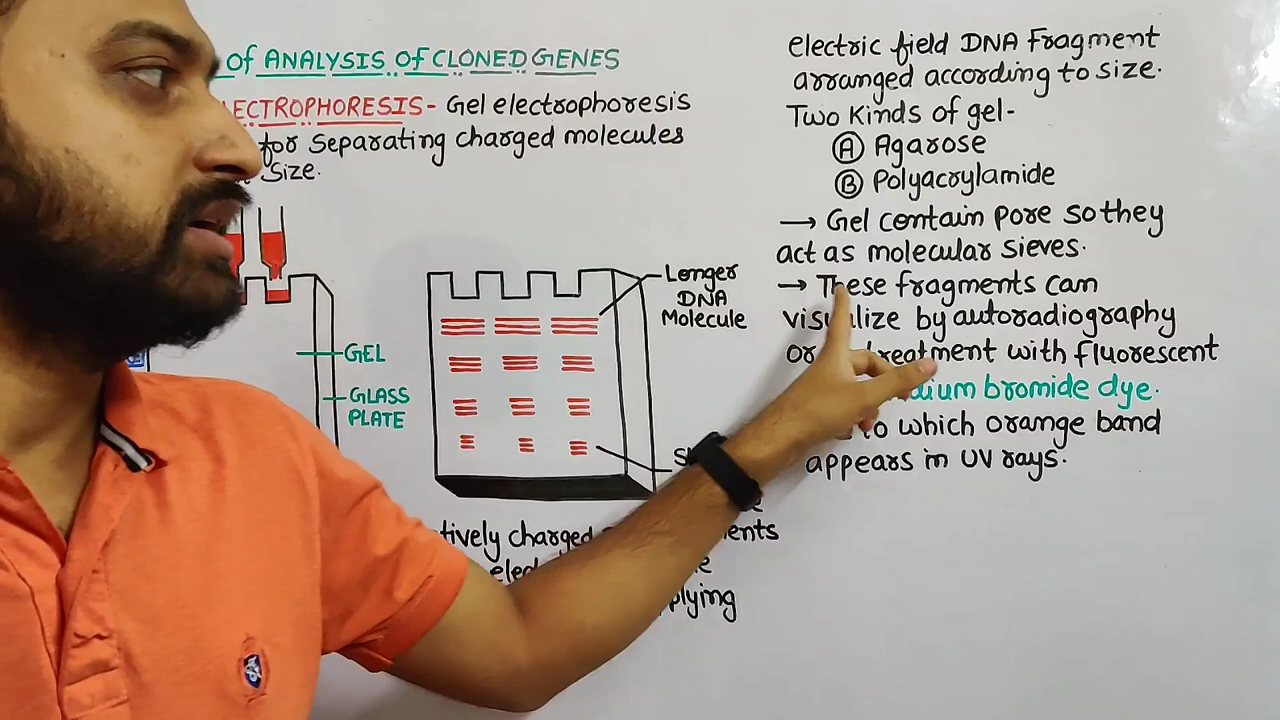 of ANALYSIS Of CLONED GENES
ELECTROPHORESIS- Gel electrophoresis
for Separating charged molecules
Size.
GEL
GLASS
PLATE
Longer
DNA
Molecule
charged
electric field DNA Fragment
arranged according to size.
Two Kinds of gel-
A Agarose
B Polyacrylamide
→ Gel contain pore so they
act as molecular sieves.
→ These fragments can
visualize by autoradiography
or treatment with fluorescent
bromide dye.
to which orange band
appears in UV rays.